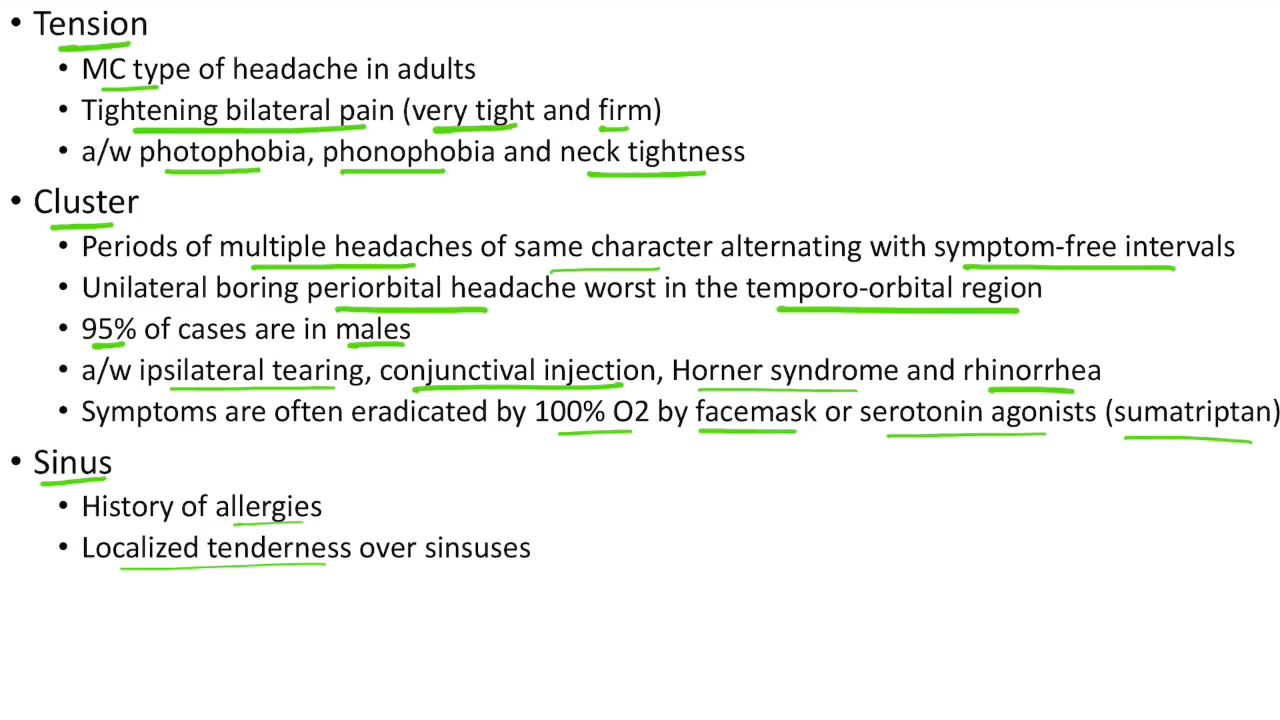 • Tension
• MC type of headache in adults
• Tightening bilateral pain (very tight and firm)
• a/w photophobia, phonophobia and neck tightness
• Cluster
• Periods of multiple headaches of same character alternating with symptom-free intervals
• Unilateral boring periorbital headache worst in the temporo-orbital region
• 95% of cases are in males
• a/w ipsilateral tearing, conjunctival injection, Horner syndrome and rhinorrhea
• Symptoms are often eradicated by 100% O2 by facemask or serotonin agonists (sumatriptan)
• Sinus
• History of allergies
• Localized tenderness over sinsuses